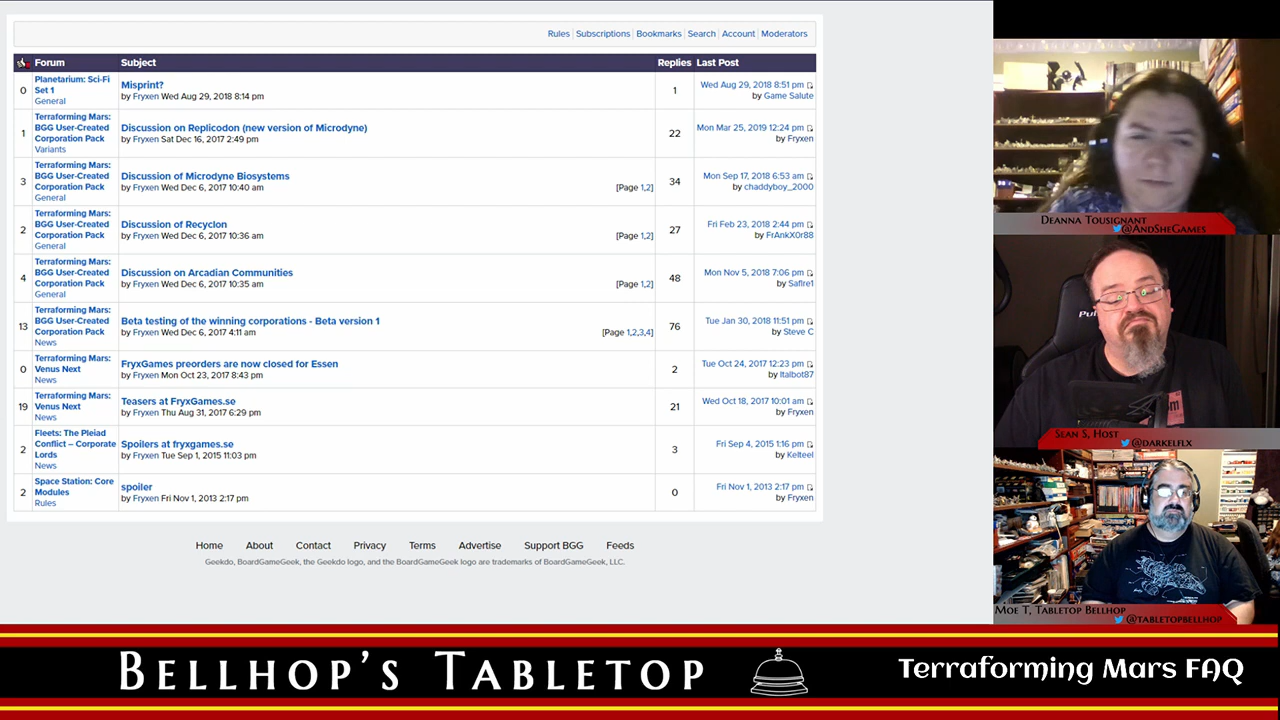 Rules Subscriptions Bookmarks Search Account Moderators
Forum Subject Replies Last Post
0 Planetarium: Sci-Fi Set 1 General Misprint? by Fryxen Wed Aug 29, 2018 8:14 pm 1 Wed Aug 29, 2018 8:51 pm by Game Salute
1 Terraforming Mars: BGG User-Created Corporation Pack Variants Discussion on Replicodon (new version of Microdyne) by Fryxen Sat Dec 16, 2017 2:49 pm 22 Mon Mar 25, 2019 12:24 pm by Fryxen
3 Terraforming Mars: BGG User-Created Corporation Pack General Discussion of Microdyne Biosystems by Fryxen Wed Dec 6, 2017 10:40 am [Page 1,2] 34 Mon Sep 17, 2018 6:53 am by chaddyboy_2000
2 Terraforming Mars: BGG User-Created Corporation Pack General Discussion of Recyclon by Fryxen Wed Dec 6, 2017 10:36 am [Page 1,2] 27 Fri Feb 23, 2018 2:44 pm by FrAnkX0r88
4 Terraforming Mars: BGG User-Created Corporation Pack General Discussion on Arcadian Communities by Fryxen Wed Dec 6, 2017 10:35 am [Page 1,2] 48 Mon Nov 5, 2018 7:06 pm by Safire1
13 Terraforming Mars: BGG User-Created Corporation Pack News Beta testing of the winning corporations - Beta version 1 by Fryxen Wed Dec 6, 2017 4:11 am [Page 1,2,3,4] 76 Tue Jan 30, 2018 11:51 pm by Steve C
0 Terraforming Mars: Venus Next News FryxGames preorders are now closed for Essen by Fryxen Mon Oct 23, 2017 8:43 pm 2 Tue Oct 24, 2017 12:23 pm by Italbot87
19 Terraforming Mars: Venus Next News Teasers at FryxGames.se by Fryxen Thu Aug 31, 2017 6:29 pm 21 Wed Oct 18, 2017 10:01 am by Fryxen
2 Fleets: The Pleiad Conflict – Corporate Lords News Spoilers at fryxgames.se by Fryxen Tue Sep 1, 2015 11:03 pm 3 Fri Sep 4, 2015 1:16 pm by Kelteel
2 Space Station: Core Modules Rules spoiler by Fryxen Fri Nov 1, 2013 2:17 pm 0 Fri Nov 1, 2013 2:17 pm by Fryxen
Home About Contact Privacy Terms Advertise Support BGG Feeds
Geekdo, BoardGameGeek, the Geekdo logo, and the BoardGameGeek logo are trademarks of BoardGameGeek, LLC.
Deanna Tousignant
@AndSheGames
Sean S, Host
@darkelflx
Moe T, Tabletop Bellhop
@tabletopbellhop
Bellhop's Tabletop
Terraforming Mars FAQ